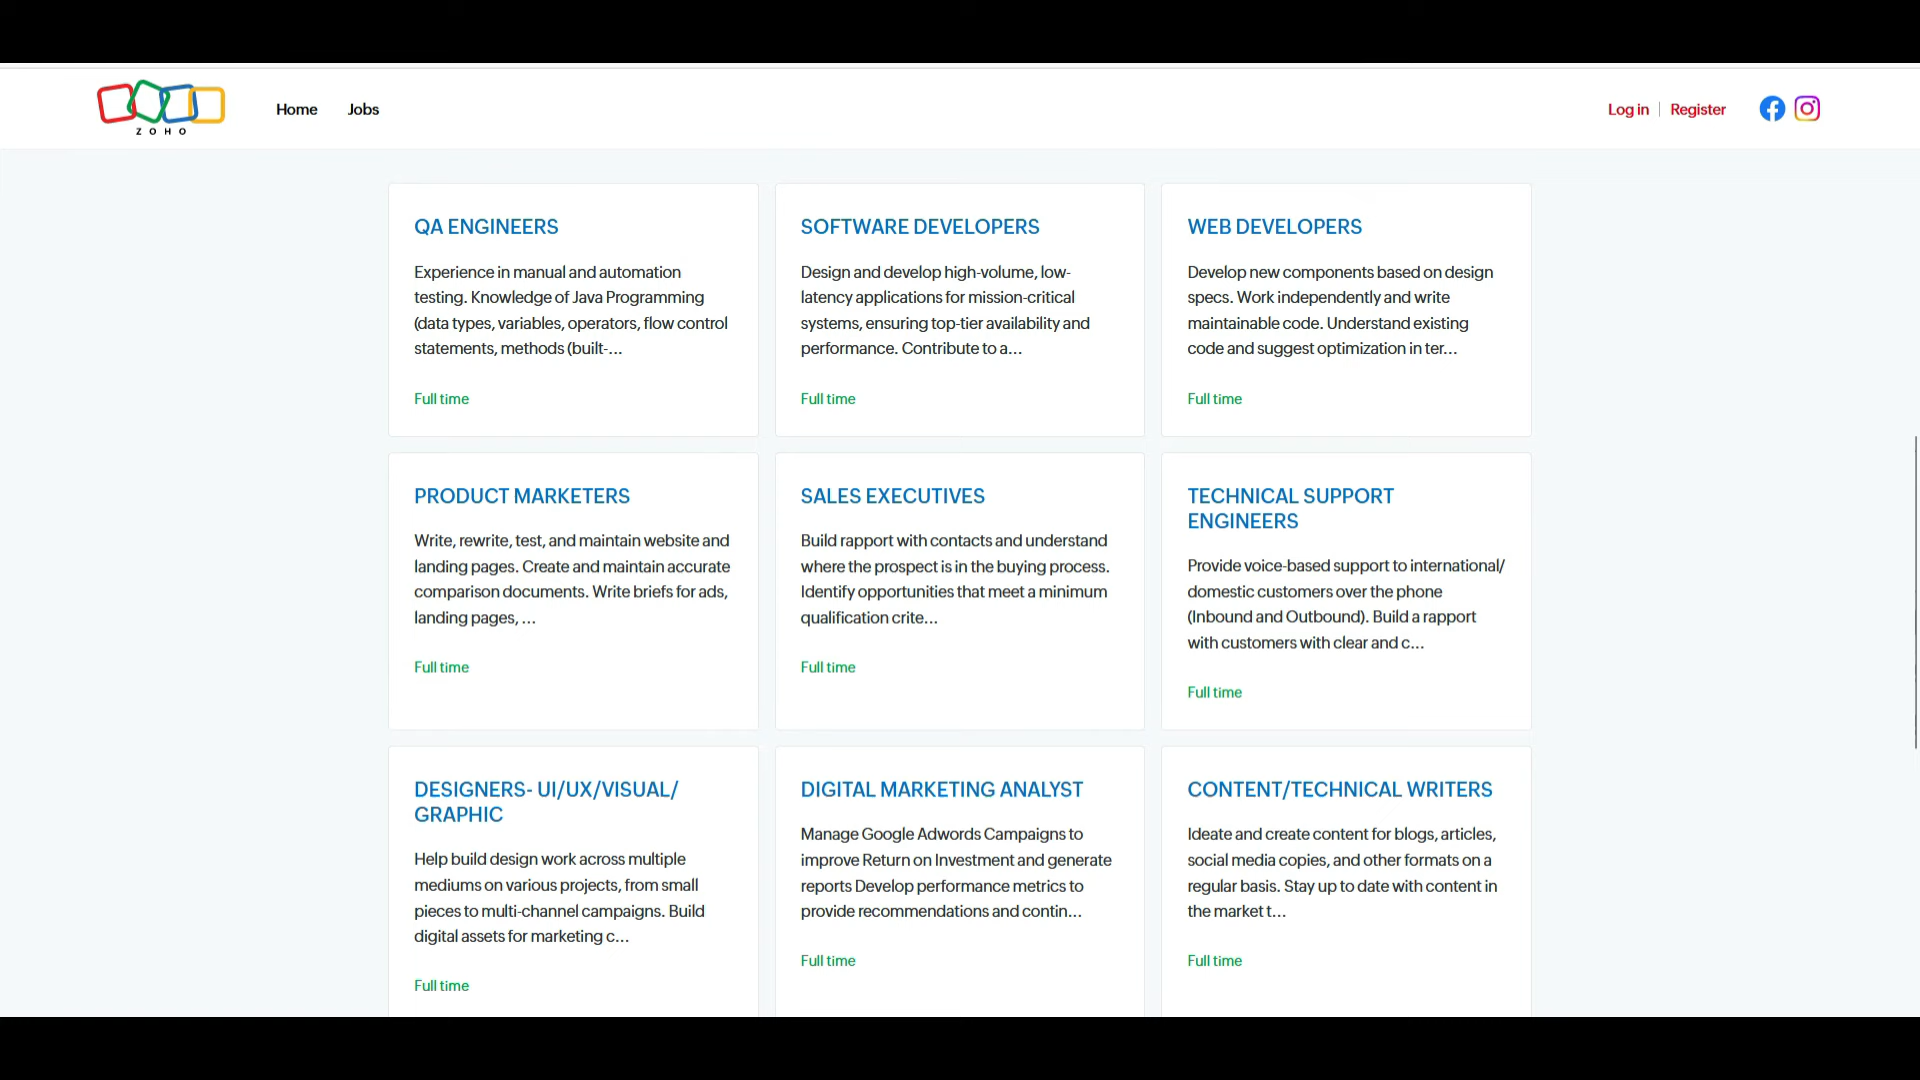 ZOHO
Home
Jobs
Log in
Register
QA ENGINEERS
Experience in manual and automation
testing. Knowledge of Java Programming
(data types, variables, operators, flow control
statements, methods (built-...
Full time
SOFTWARE DEVELOPERS
Design and develop high-volume, low-
latency applications for mission-critical
systems, ensuring top-tier availability and
performance. Contribute to a...
Full time
WEB DEVELOPERS
Develop new components based on design
specs. Work independently and write
maintainable code. Understand existing
code and suggest optimization in ter...
Full time
PRODUCT MARKETERS
Write, rewrite, test, and maintain website and
landing pages. Create and maintain accurate
comparison documents. Write briefs for ads,
landing pages, ...
Full time
SALES EXECUTIVES
Build rapport with contacts and understand
where the prospect is in the buying process.
Identify opportunities that meet a minimum
qualification crite...
Full time
TECHNICAL SUPPORT
ENGINEERS
Provide voice-based support to international/
domestic customers over the phone
(Inbound and Outbound). Build a rapport
with customers with clear and c...
Full time
DESIGNERS- UI/UX/VISUAL/
GRAPHIC
Help build design work across multiple
mediums on various projects, from small
pieces to multi-channel campaigns. Build
digital assets for marketing c...
Full time
DIGITAL MARKETING ANALYST
Manage Google Adwords Campaigns to
improve Return on Investment and generate
reports Develop performance metrics to
provide recommendations and contin...
Full time
CONTENT/TECHNICAL WRITERS
Ideate and create content for blogs, articles,
social media copies, and other formats on a
regular basis. Stay up to date with content in
the market t...
Full time